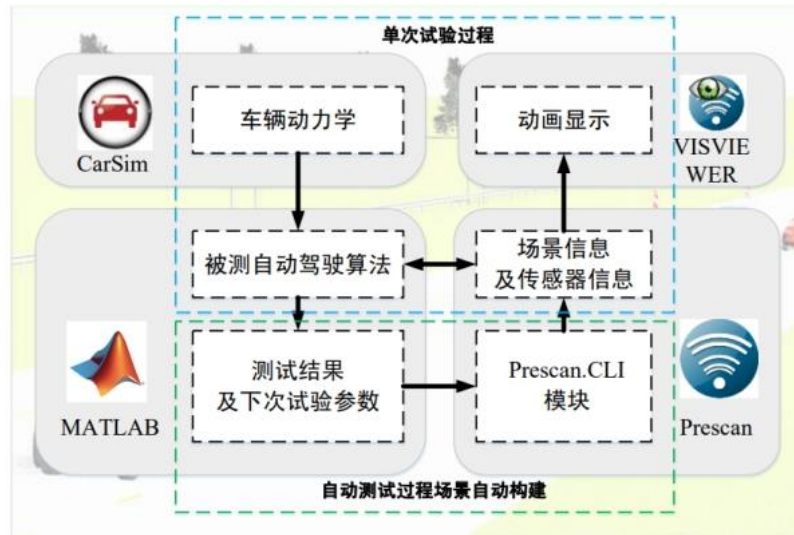 单次试验过程
车辆动力学
动画显示
CarSim
VISVIE
WER
被测自动驾驶算法
场景信息
及传感器信息
测试结果
及下次试验参数
Prescan.CLI
模块
MATLAB
Prescan
自动测试过程场景自动构建